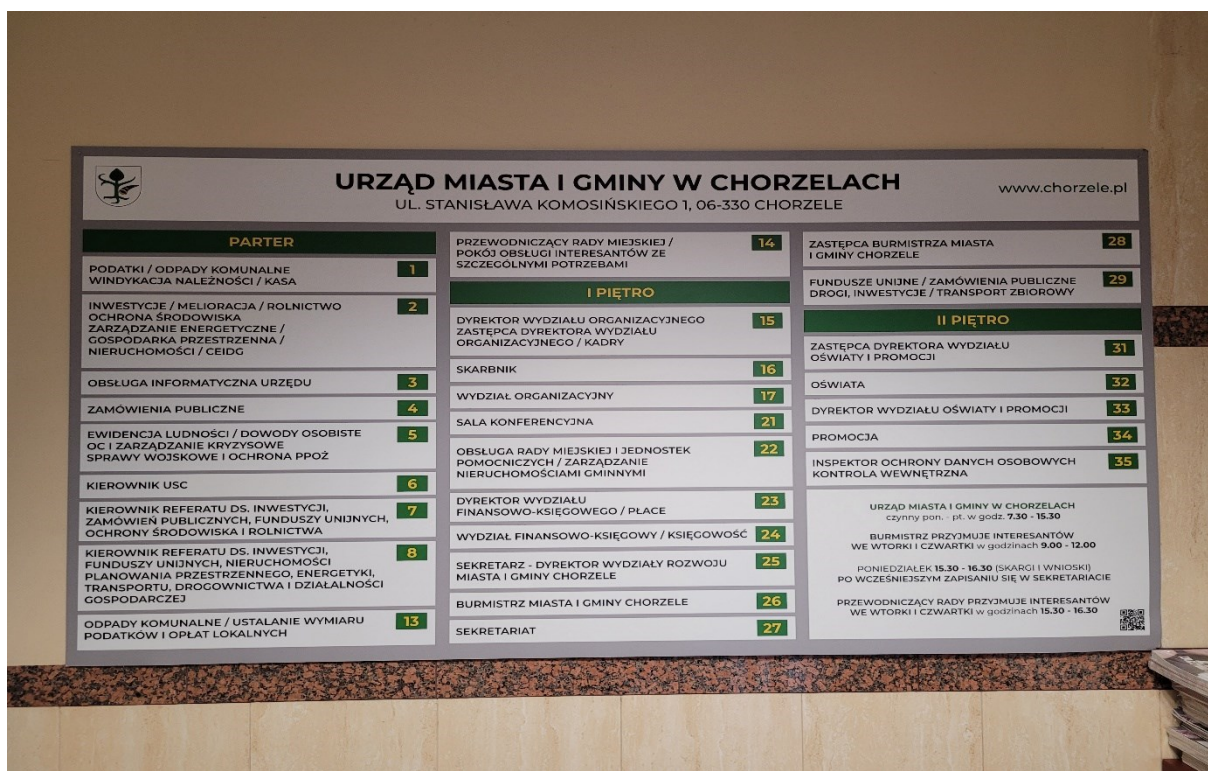 URZĄD MIASTA I GMINY W CHORZELACH
UL. STANISŁAWA KOMOSIŃSKIEGO 1, 06-330 CHORZELE
www.chorzele.pl
PARTER
PODATKI / ODPADY KOMUNALNE
WINDYKACJA NALEŻNOŚCI / KASA
1
INWESTYCJE / MELIORACJA / ROLNICTWO
OCHRONA ŚRODOWISKA
ZARZĄDZANIE ENERGETYCZNE /
GOSPODARKA PRZESTRZENNA /
NIERUCHOMOŚCI / CEIDG
2
OBSŁUGA INFORMATYCZNA URZĘDU
3
ZAMÓWIENIA PUBLICZNE
4
EWIDENCJA LUDNOŚCI / DOWODY OSOBISTE
OC I ZARZĄDZANIE KRYZYSOWE
SPRAWY WOJSKOWE I OCHRONA PPOŻ
5
KIEROWNIK USC
6
KIEROWNIK REFERATU DS. INWESTYCJI,
ZAMÓWIEŃ PUBLICZNYCH, FUNDUSZY UNIJNYCH,
OCHRONY ŚRODOWISKA I ROLNICTWA
7
KIEROWNIK REFERATU DS. INWESTYCJI,
FUNDUSZY UNIJNYCH, NIERUCHOMOŚCI
PLANOWANIA PRZESTRZENNEGO, ENERGETYKI,
TRANSPORTU, DROGOWNICTWA I DZIAŁALNOŚCI
GOSPODARCZEJ
8
ODPADY KOMUNALNE / USTALANIE WYMIARU
PODATKÓW I OPŁAT LOKALNYCH
13
PRZEWODNICZĄCY RADY MIEJSKIEJ /
POKÓJ OBSŁUGI INTERESANTÓW ZE
SZCZEGÓLNYMI POTRZEBAMI
14
I PIĘTRO
DYREKTOR WYDZIAŁU ORGANIZACYJNEGO
ZASTĘPCA DYREKTORA WYDZIAŁU
ORGANIZACYJNEGO / KADRY
15
SKARBNIK
16
WYDZIAŁ ORGANIZACYJNY
17
SALA KONFERENCYJNA
21
OBSŁUGA RADY MIEJSKIEJ I JEDNOSTEK
POMOCNICZYCH / ZARZĄDZANIE
NIERUCHOMOŚCIAMI GMINNYMI
22
DYREKTOR WYDZIAŁU
FINANSOWO-KSIĘGOWEGO / PŁACE
23
WYDZIAŁ FINANSOWO-KSIĘGOWY / KSIĘGOWOŚĆ
24
SEKRETARZ - DYREKTOR WYDZIAŁY ROZWOJU
MIASTA I GMINY CHORZELE
25
BURMISTRZ MIASTA I GMINY CHORZELE
26
SEKRETARIAT
27
ZASTĘPCA BURMISTRZA MIASTA
I GMINY CHORZELE
28
FUNDUSZE UNIJNE / ZAMÓWIENIA PUBLICZNE
DROGI, INWESTYCJE / TRANSPORT ZBIOROWY
29
II PIĘTRO
ZASTĘPCA DYREKTORA WYDZIAŁU
OŚWIATY I PROMOCJI
31
OŚWIATA
32
DYREKTOR WYDZIAŁU OŚWIATY I PROMOCJI
33
PROMOCJA
34
INSPEKTOR OCHRONY DANYCH OSOBOWYCH
KONTROLA WEWNĘTRZNA
35
URZĄD MIASTA I GMINY W CHORZELACH
czynny pon. - pt. w godz. 7.30 - 15.30
BURMISTRZ PRZYJMUJE INTERESANTÓW
WE WTORKI I CZWARTKI w godzinach 9.00 - 12.00
PONIEDZIAŁEK 15.30 - 16.30 (SKARGI I WNIOSKI)
PO WCZEŚNIEJSZYM ZAPISANIU SIĘ W SEKRETARIACIE
PRZEWODNICZĄCY RADY PRZYJMUJE INTERESANTÓW
WE WTORKI I CZWARTKI w godzinach 15.30 - 16.30